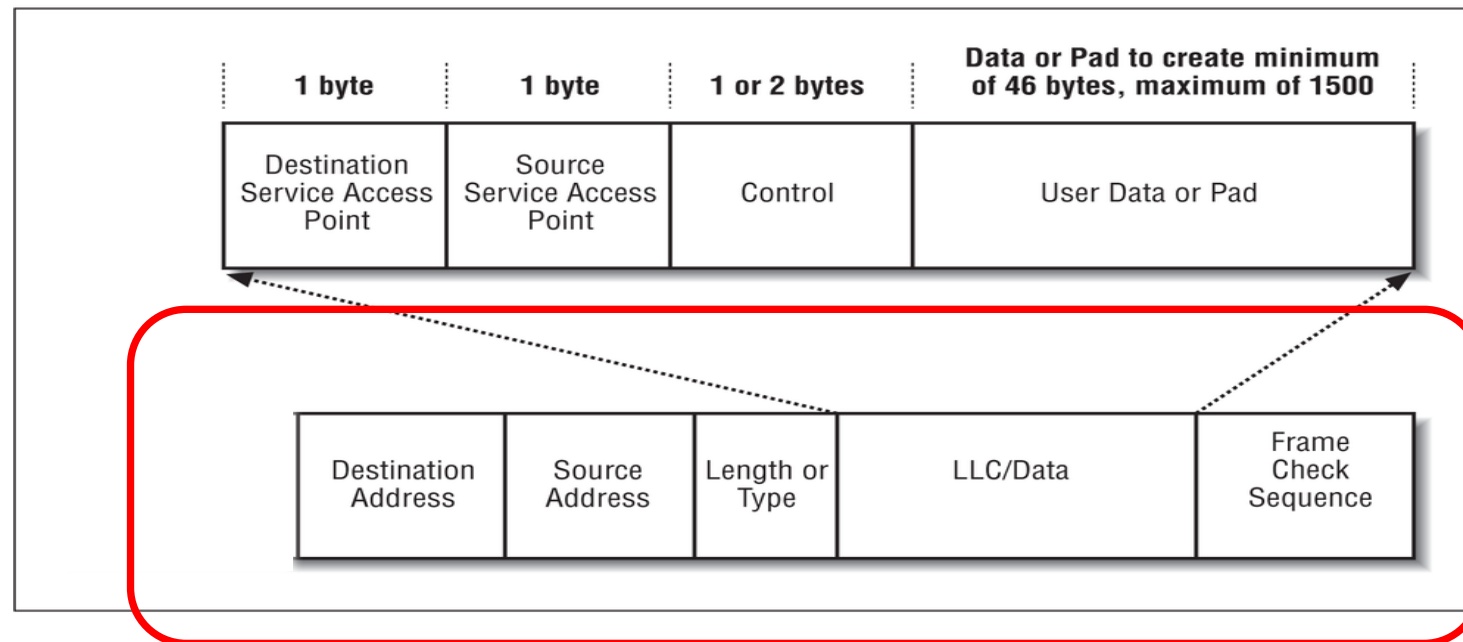 1 byte
1 byte
1 or 2 bytes
Data or Pad to create minimum
of 46 bytes, maximum of 1500
Destination
Service Access
Point
Source
Service Access
Point
Control
User Data or Pad
Destination
Address
Source
Address
Length or
Type
LLC/Data
Frame
Check
Sequence